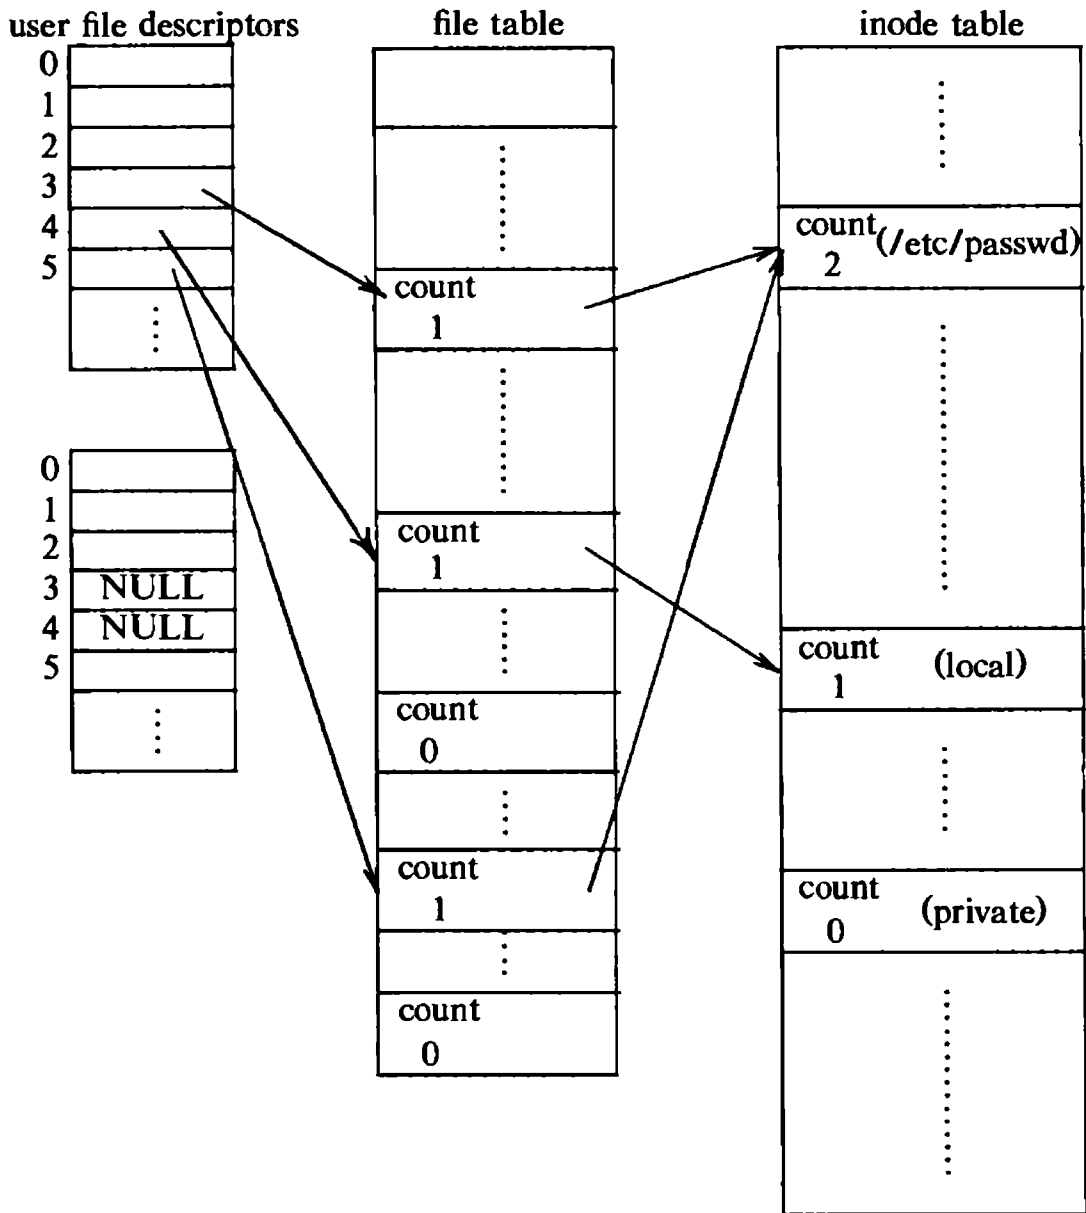 user file descriptors
file table
inode table
0
1
2
3
4
5
0
1
2
3 NULL
4 NULL
5
count
1
count
1
count
0
count
1
count
0
count (/etc/passwd)
2
count (local)
1
count (private)
0